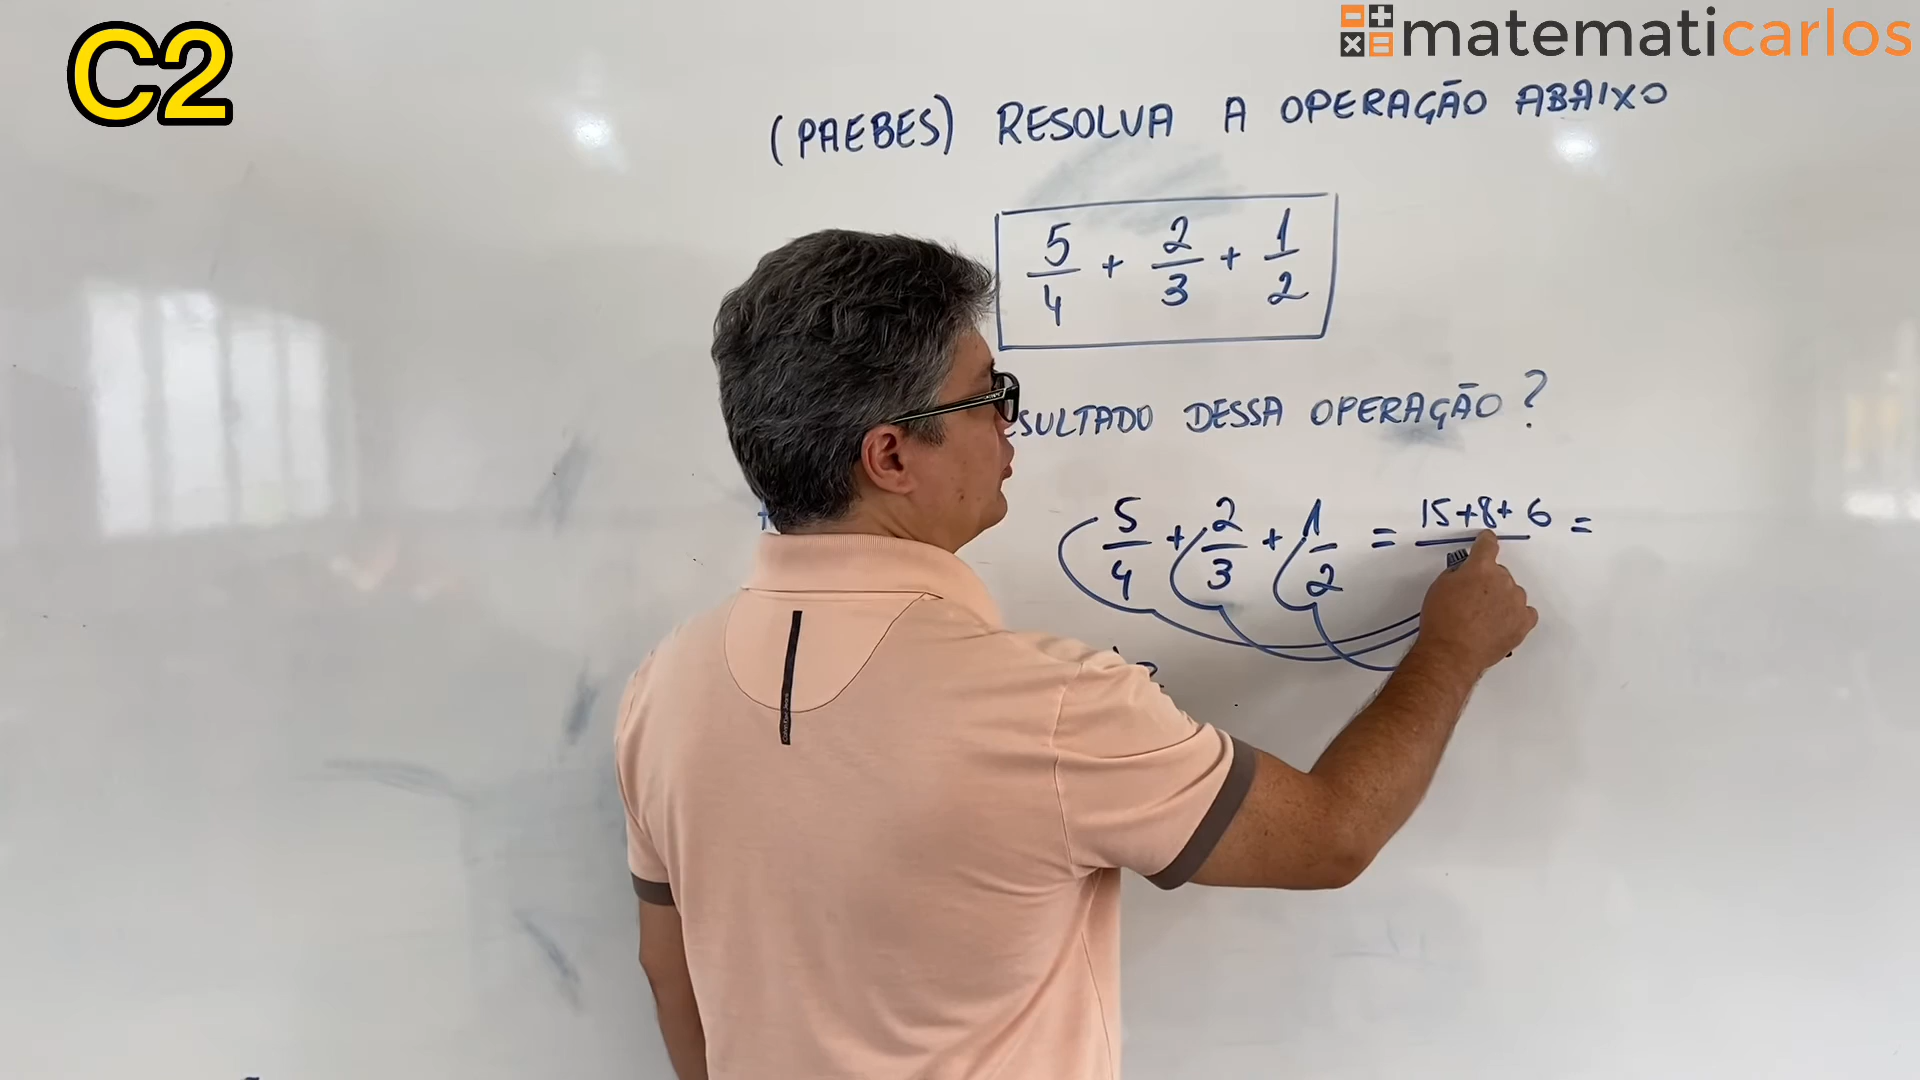 C2
matematicarlos
(PAEBES) RESOLVA A OPERAÇÃO ABAIXO
5/4 + 2/3 + 1/2
DESSA OPERAÇÃO?
5/4 + 2/3 + 1/2 = 15+8+6 =